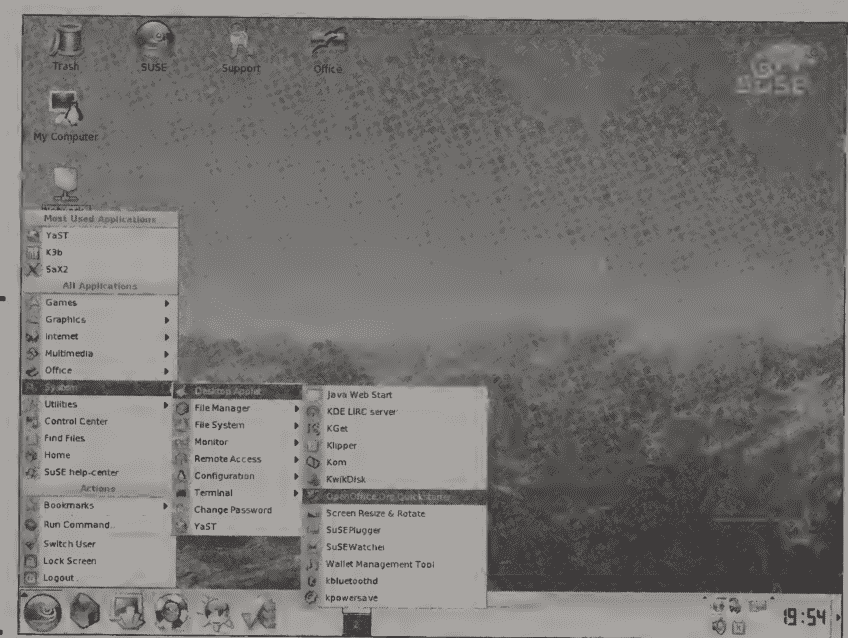 Trash
SUSE
Support
Office
SUSE
My Computer
Most Used Applications
YaST
K3b
SaX2
All Applications
Games
Graphics
Internet
Multimedia
Office
System
Utilities
Control Center
Find Files
Home
SuSE help-center
Actions
Bookmarks
Run Command..
Switch User
Lock Screen
Logout..
Desktop Applet
File Manager
File System
Monitor
Remote Access
Configuration
Terminal
Change Password
YaST
Java Web Start
KDE LIRC server
KGet
Klipper
KwikDisk
OpenOffice.Org Quickstarter
Screen Resize & Rotate
SuSEPlugger
SuSEWatcher
Wallet Management Tool
kbluetoothd
kpowersave
19:54